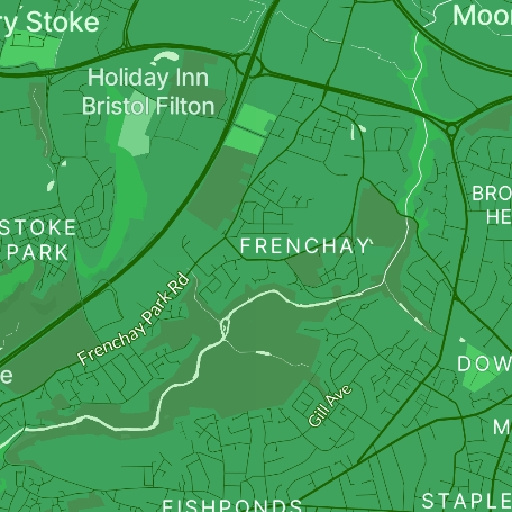 ry Stoke
Moor
Holiday Inn
Bristol Filton
BRO
HE
STOKE
PARK
FRENCHAY
Frenchay Park Rd
e
DOW
Gill Ave
M
FISHPONDS
STAPLE